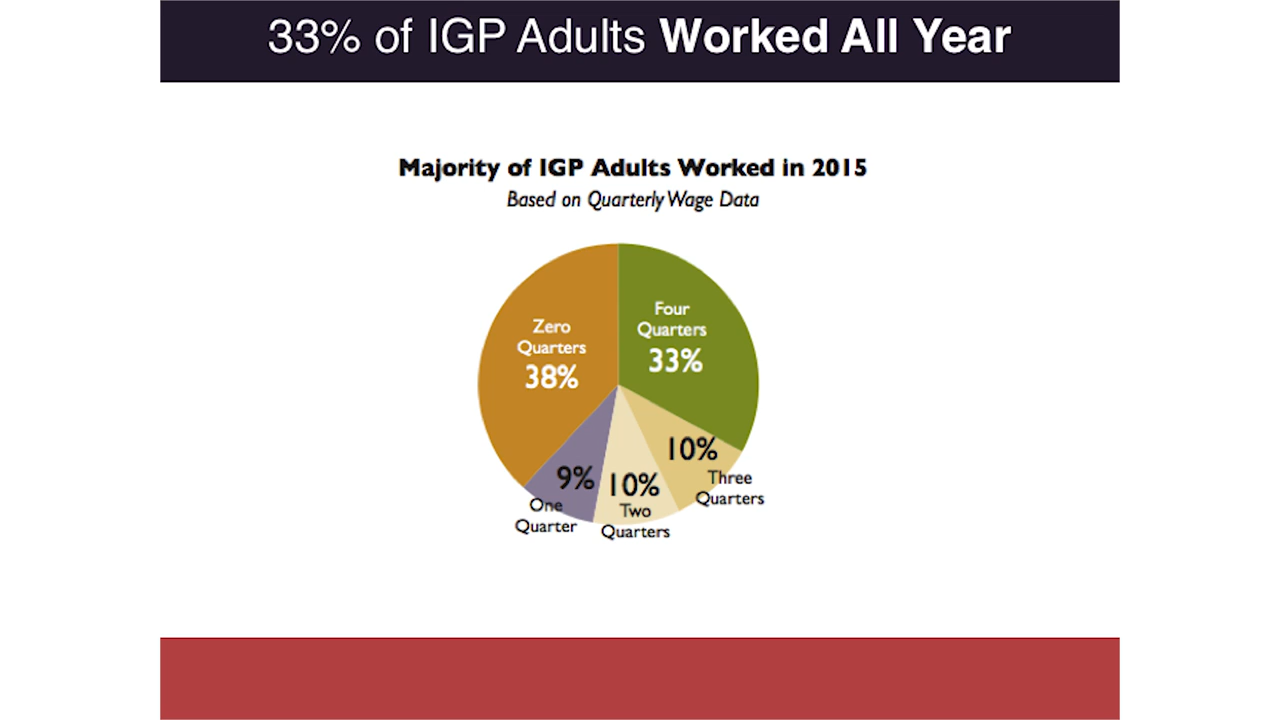 33% of IGP Adults Worked All Year
Majority of IGP Adults Worked in 2015
Based on Quarterly Wage Data
Zero
Quarters
38%
Four
Quarters
33%
10%
Three
Quarters
10%
Two
Quarters
9%
One
Quarter